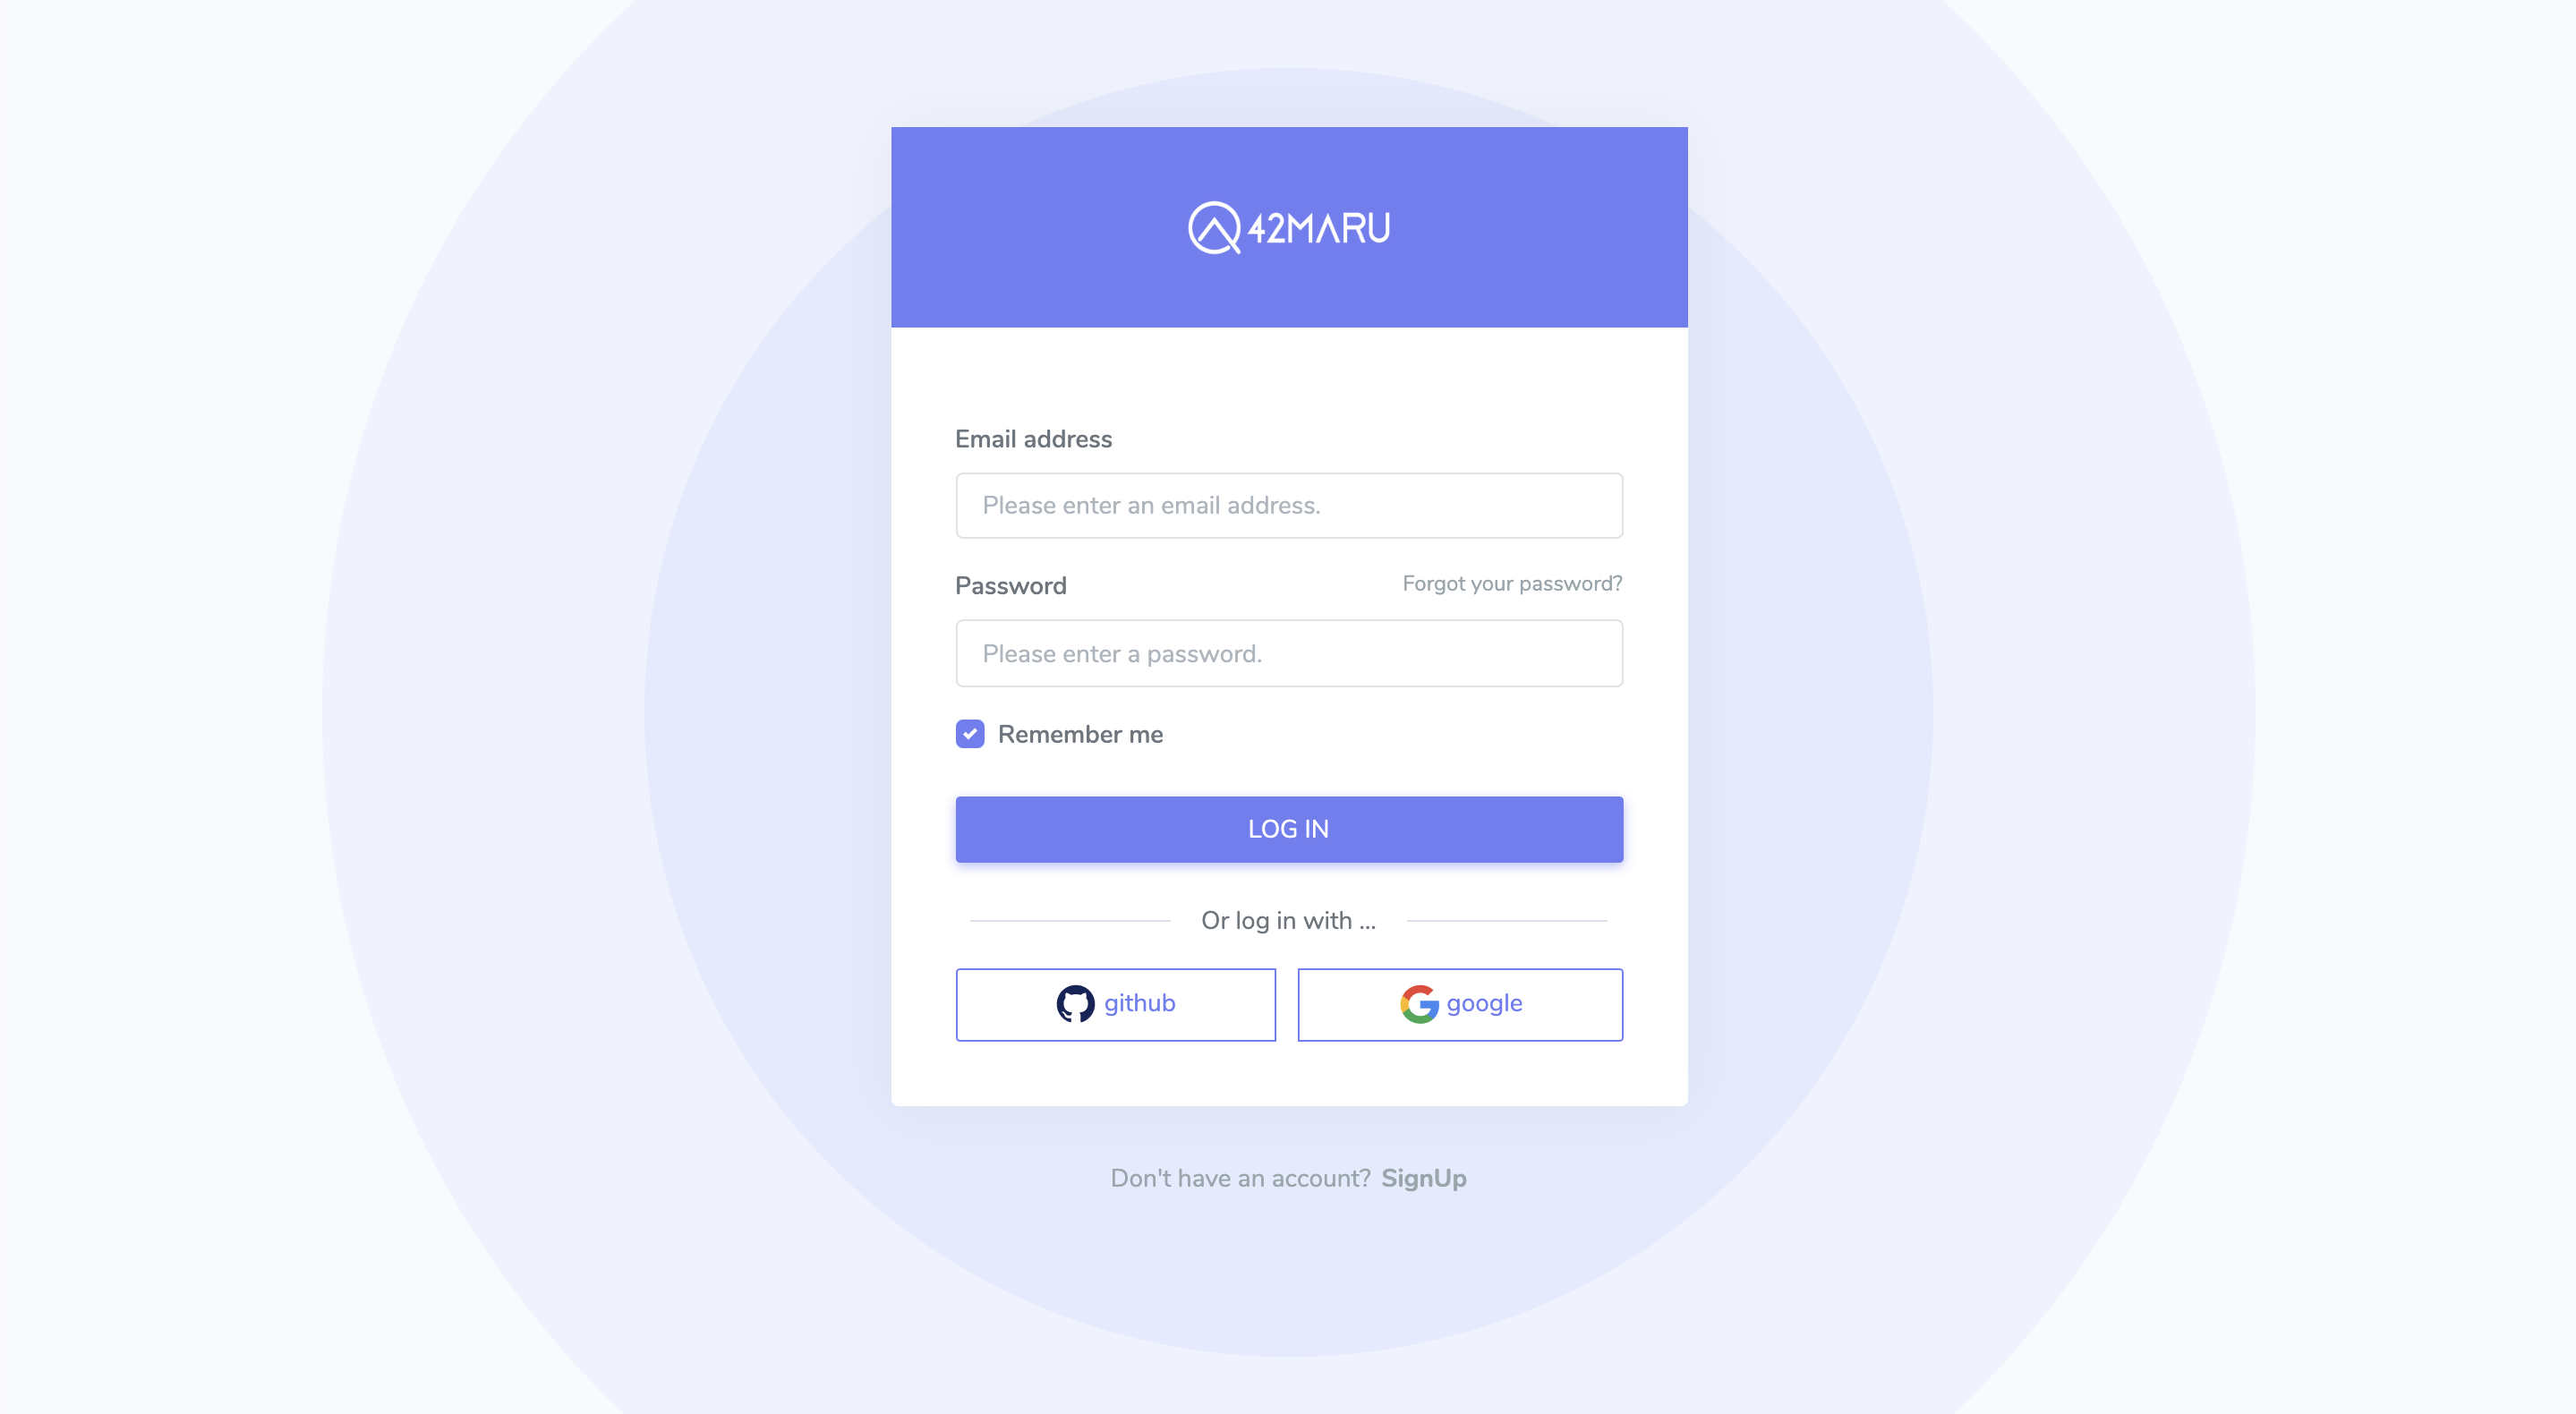 42MARU
Email address
Please enter an email address.
Password
Forgot your password?
Please enter a password.
Remember me
LOG IN
Or log in with ...
github
google
Don't have an account? SignUp